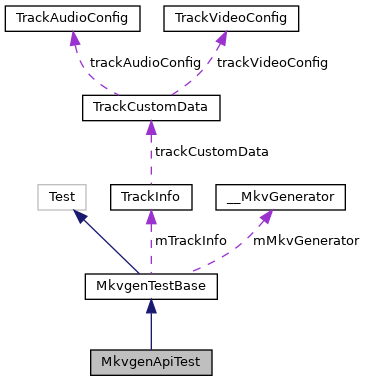 TrackAudioConfig
TrackVideoConfig
trackAudioConfig
trackVideoConfig
TrackCustomData
trackCustomData
Test
TrackInfo
__MkvGenerator
mTrackInfo
mMkvGenerator
MkvgenTestBase
MkvgenApiTest